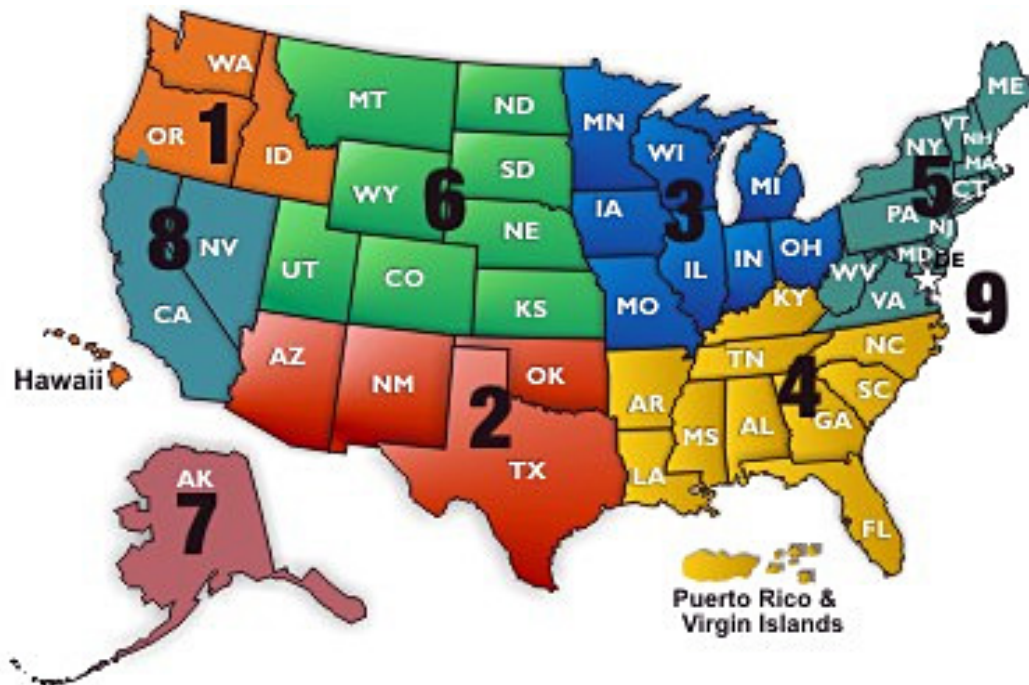 WA
MT
ND
MN
ME
OR
1
ID
WI
MI
NY
VT
NH
MA
CT
5
WY
6
SD
3
IA
PA
NJ
8
NV
NE
IL
IN
OH
MD
DE
WV
VA
9
UT
CO
KS
MO
KY
CA
AZ
NM
2
OK
TX
AR
TN
NC
4
SC
GA
AL
MS
LA
FL
Hawaii
AK
7
Puerto Rico &
Virgin Islands